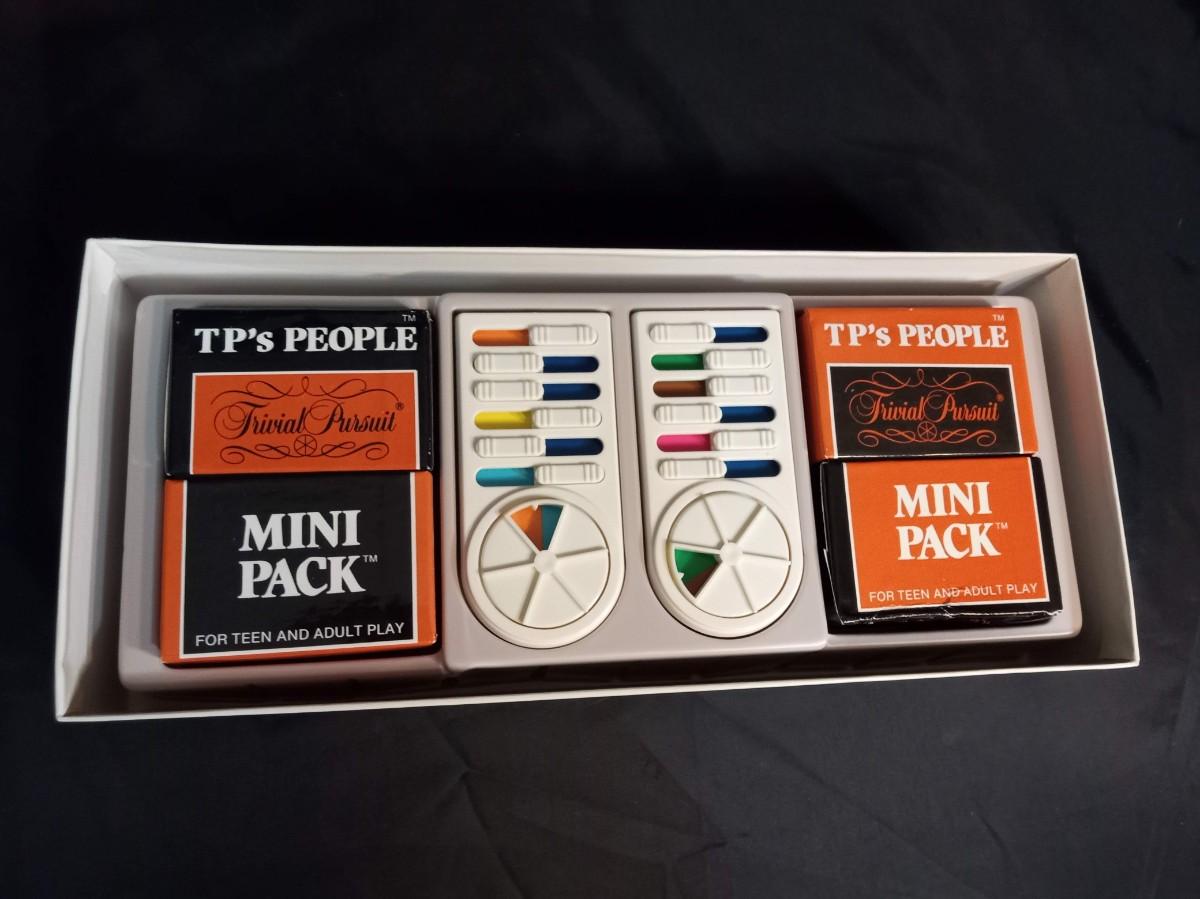 TP's PEOPLE™
Trivial Pursuit®
MINI
PACK™
FOR TEEN AND ADULT PLAY
TP's PEOPLE™
Trivial Pursuit®
MINI
PACK™
FOR TEEN AND ADULT PLAY